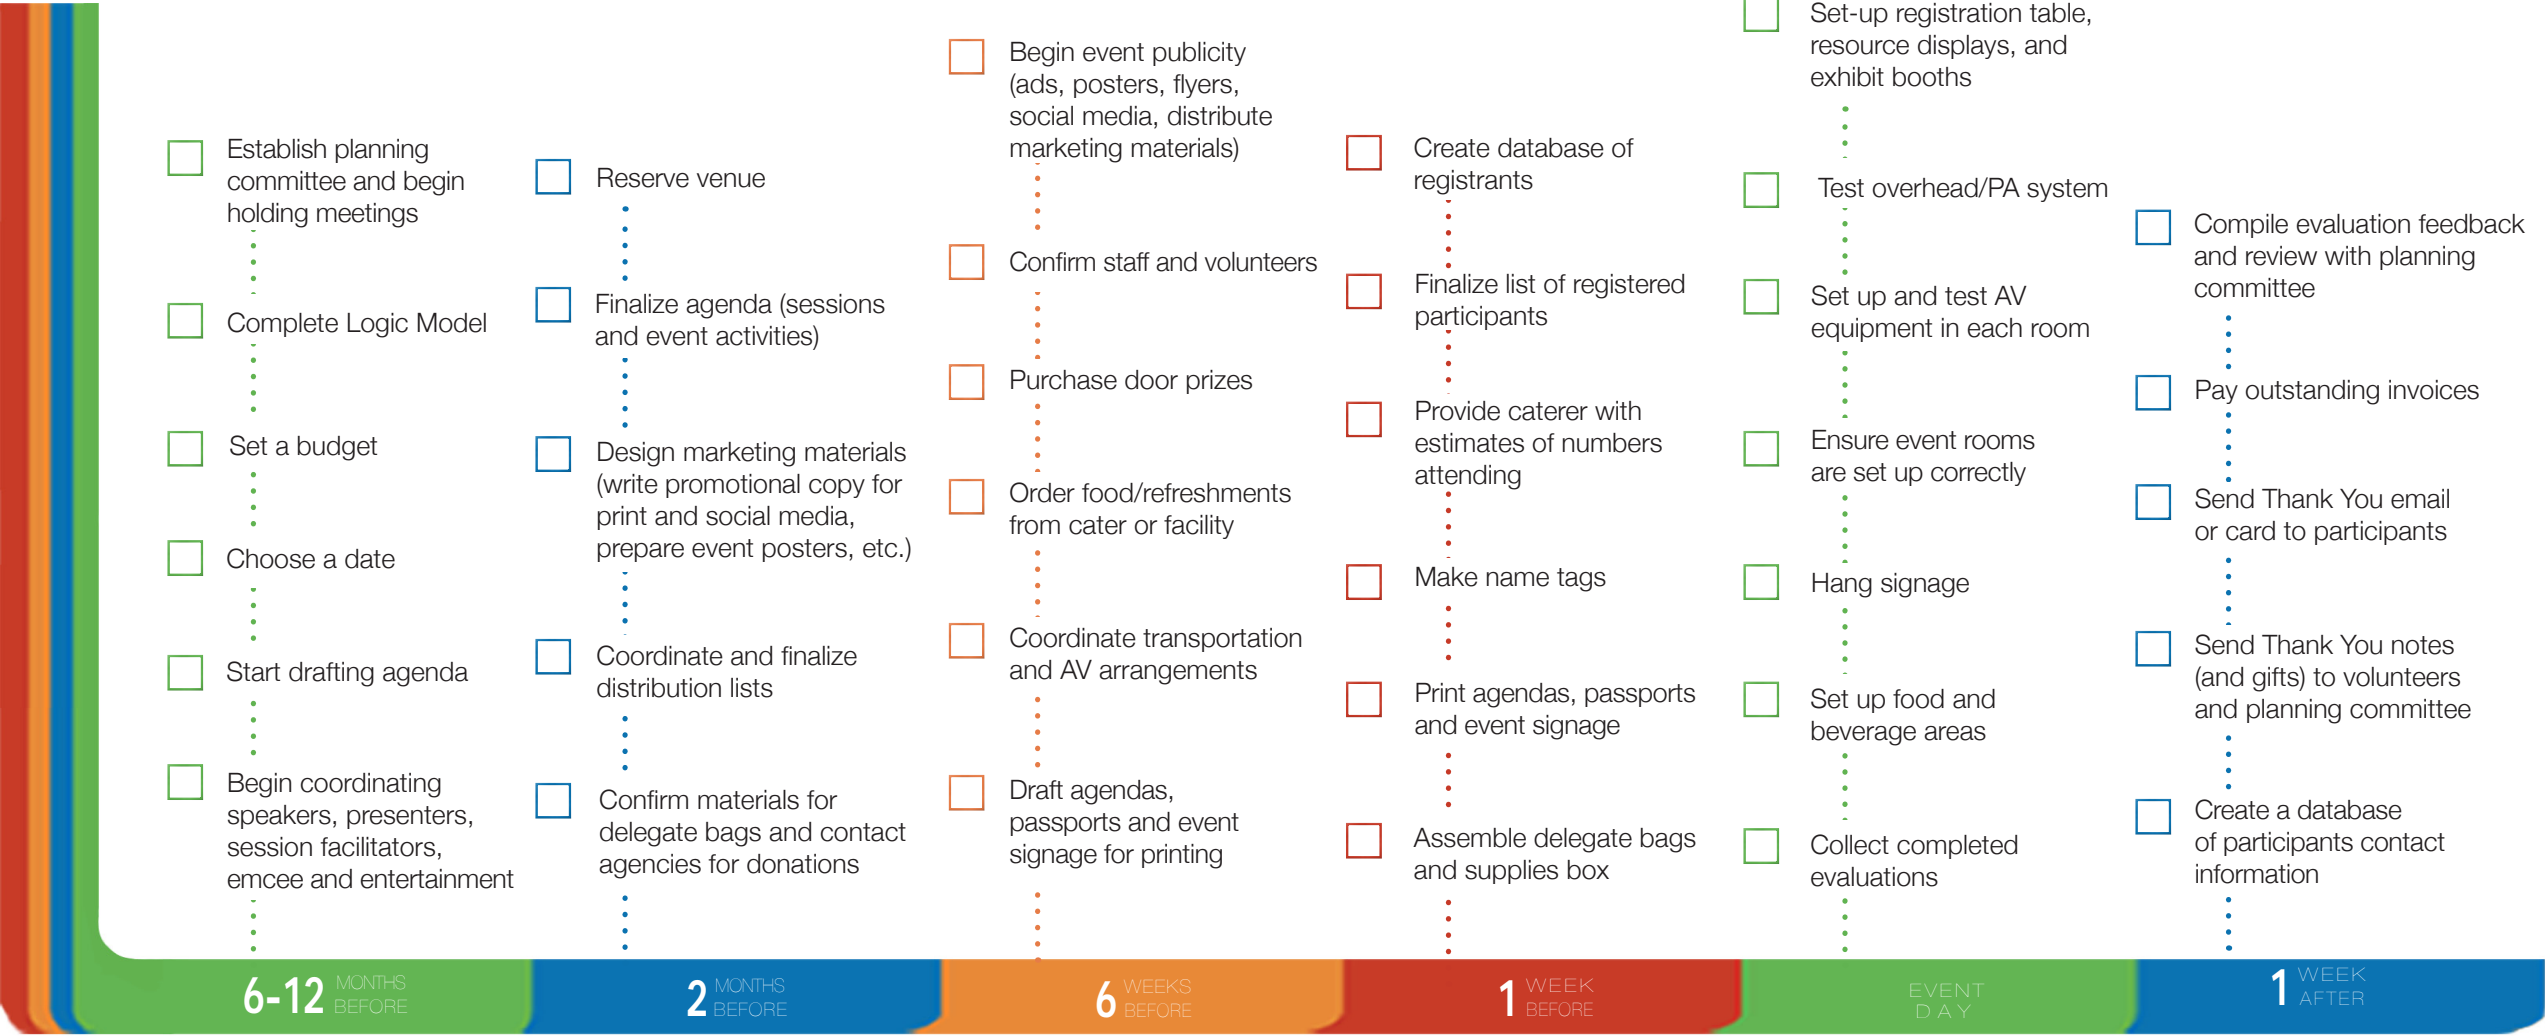 Establish planning
committee and begin
holding meetings
Complete Logic Model
Set a budget
Choose a date
Start drafting agenda
Begin coordinating
speakers, presenters,
session facilitators,
emcee and entertainment
6-12 MONTHS
BEFORE
Reserve venue
Finalize agenda (sessions
and event activities)
Design marketing materials
(write promotional copy for
print and social media,
prepare event posters, etc.)
Coordinate and finalize
distribution lists
Confirm materials for
delegate bags and contact
agencies for donations
2 MONTHS
BEFORE
Begin event publicity
(ads, posters, flyers,
social media, distribute
marketing materials)
Confirm staff and volunteers
Purchase door prizes
Order food/refreshments
from cater or facility
Coordinate transportation
and AV arrangements
Draft agendas,
passports and event
signage for printing
6 WEEKS
BEFORE
Create database of
registrants
Finalize list of registered
participants
Provide caterer with
estimates of numbers
attending
Make name tags
Print agendas, passports
and event signage
Assemble delegate bags
and supplies box
1 WEEK
BEFORE
Set-up registration table,
resource displays, and
exhibit booths
Test overhead/PA system
Set up and test AV
equipment in each room
Ensure event rooms
are set up correctly
Hang signage
Set up food and
beverage areas
Collect completed
evaluations
EVENT
DAY
Compile evaluation feedback
and review with planning
committee
Pay outstanding invoices
Send Thank You email
or card to participants
Send Thank You notes
(and gifts) to volunteers
and planning committee
Create a database
of participants contact
information
1 WEEK
AFTER